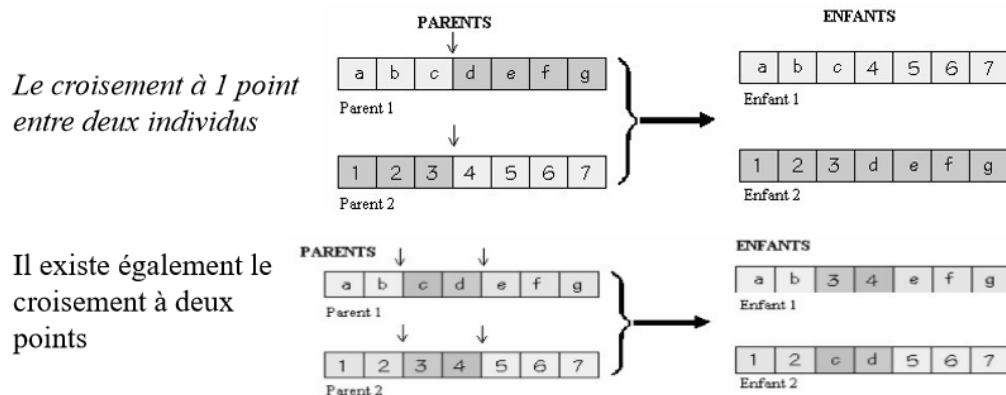 PARENTS
ENFANTS
Le croisement à 1 point
entre deux individus
a b c d e f g
Parent 1
1 2 3 4 5 6 7
Parent 2
a b c 4 5 6 7
Enfant 1
1 2 3 d e f g
Enfant 2
Il existe également le
croisement à deux
points
PARENTS
a b c d e f g
Parent 1
1 2 3 4 5 6 7
Parent 2
ENFANTS
a b 3 4 e f g
Enfant 1
1 2 c d 5 6 7
Enfant 2